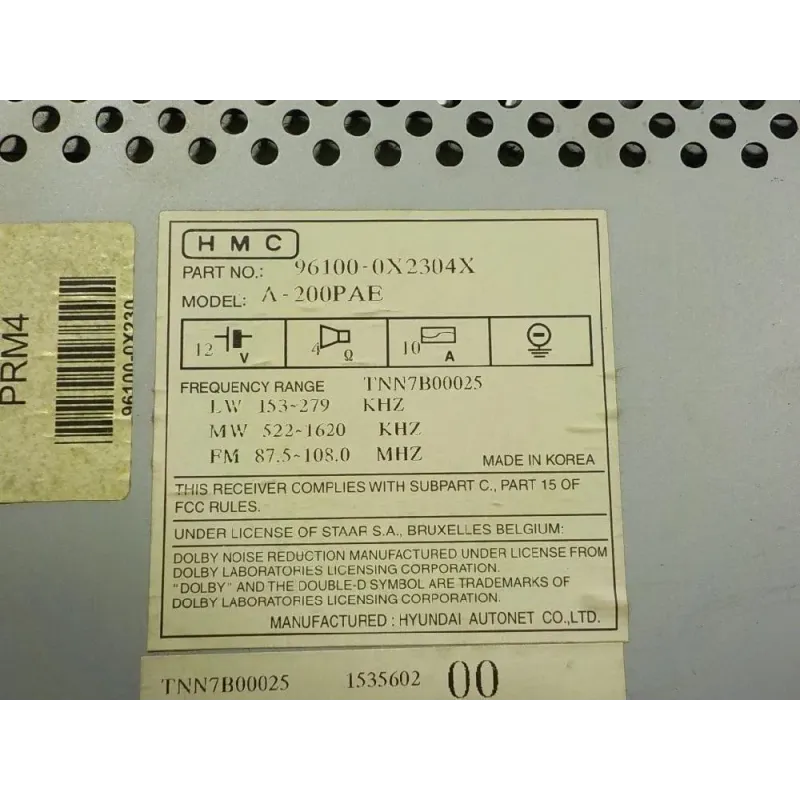 PRM4
96100-0X230
HMC
PART NO.: 96100-0X2304X
MODEL: A-200PAE
12 V 4 Ω 10 A
FREQUENCY RANGE TNN7B00025
LW 153~279 KHZ
MW 522~1620 KHZ
FM 87.5~108.0 MHZ
MADE IN KOREA
THIS RECEIVER COMPLIES WITH SUBPART C., PART 15 OF
FCC RULES.
UNDER LICENSE OF STAAR S.A., BRUXELLES BELGIUM:
DOLBY NOISE REDUCTION MANUFACTURED UNDER LICENSE FROM
DOLBY LABORATORIES LICENSING CORPORATION.
"DOLBY" AND THE DOUBLE-D SYMBOL ARE TRADEMARKS OF
DOLBY LABORATORIES LICENSING CORPORATION.
MANUFACTURED : HYUNDAI AUTONET CO.,LTD.
TNN7B00025 1535602 00